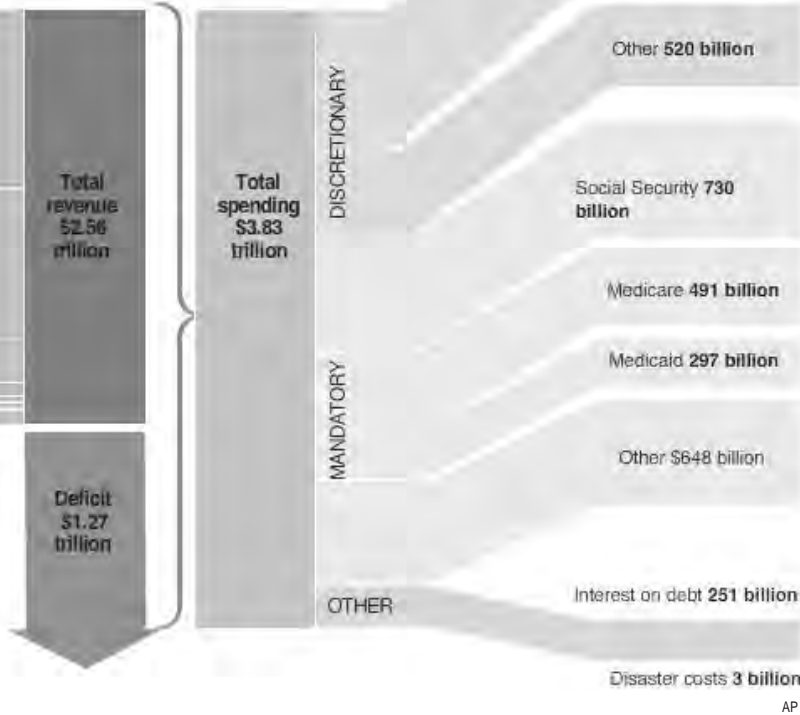 Total
revenue
$2.56
trillion
Deficit
$1.27
trillion
Total
spending
$3.83
trillion
DISCRETIONARY
MANDATORY
OTHER
Other 520 billion
Social Security 730
billion
Medicare 491 billion
Medicaid 297 billion
Other $648 billion
Interest on debt 251 billion
Disaster costs 3 billion
AP